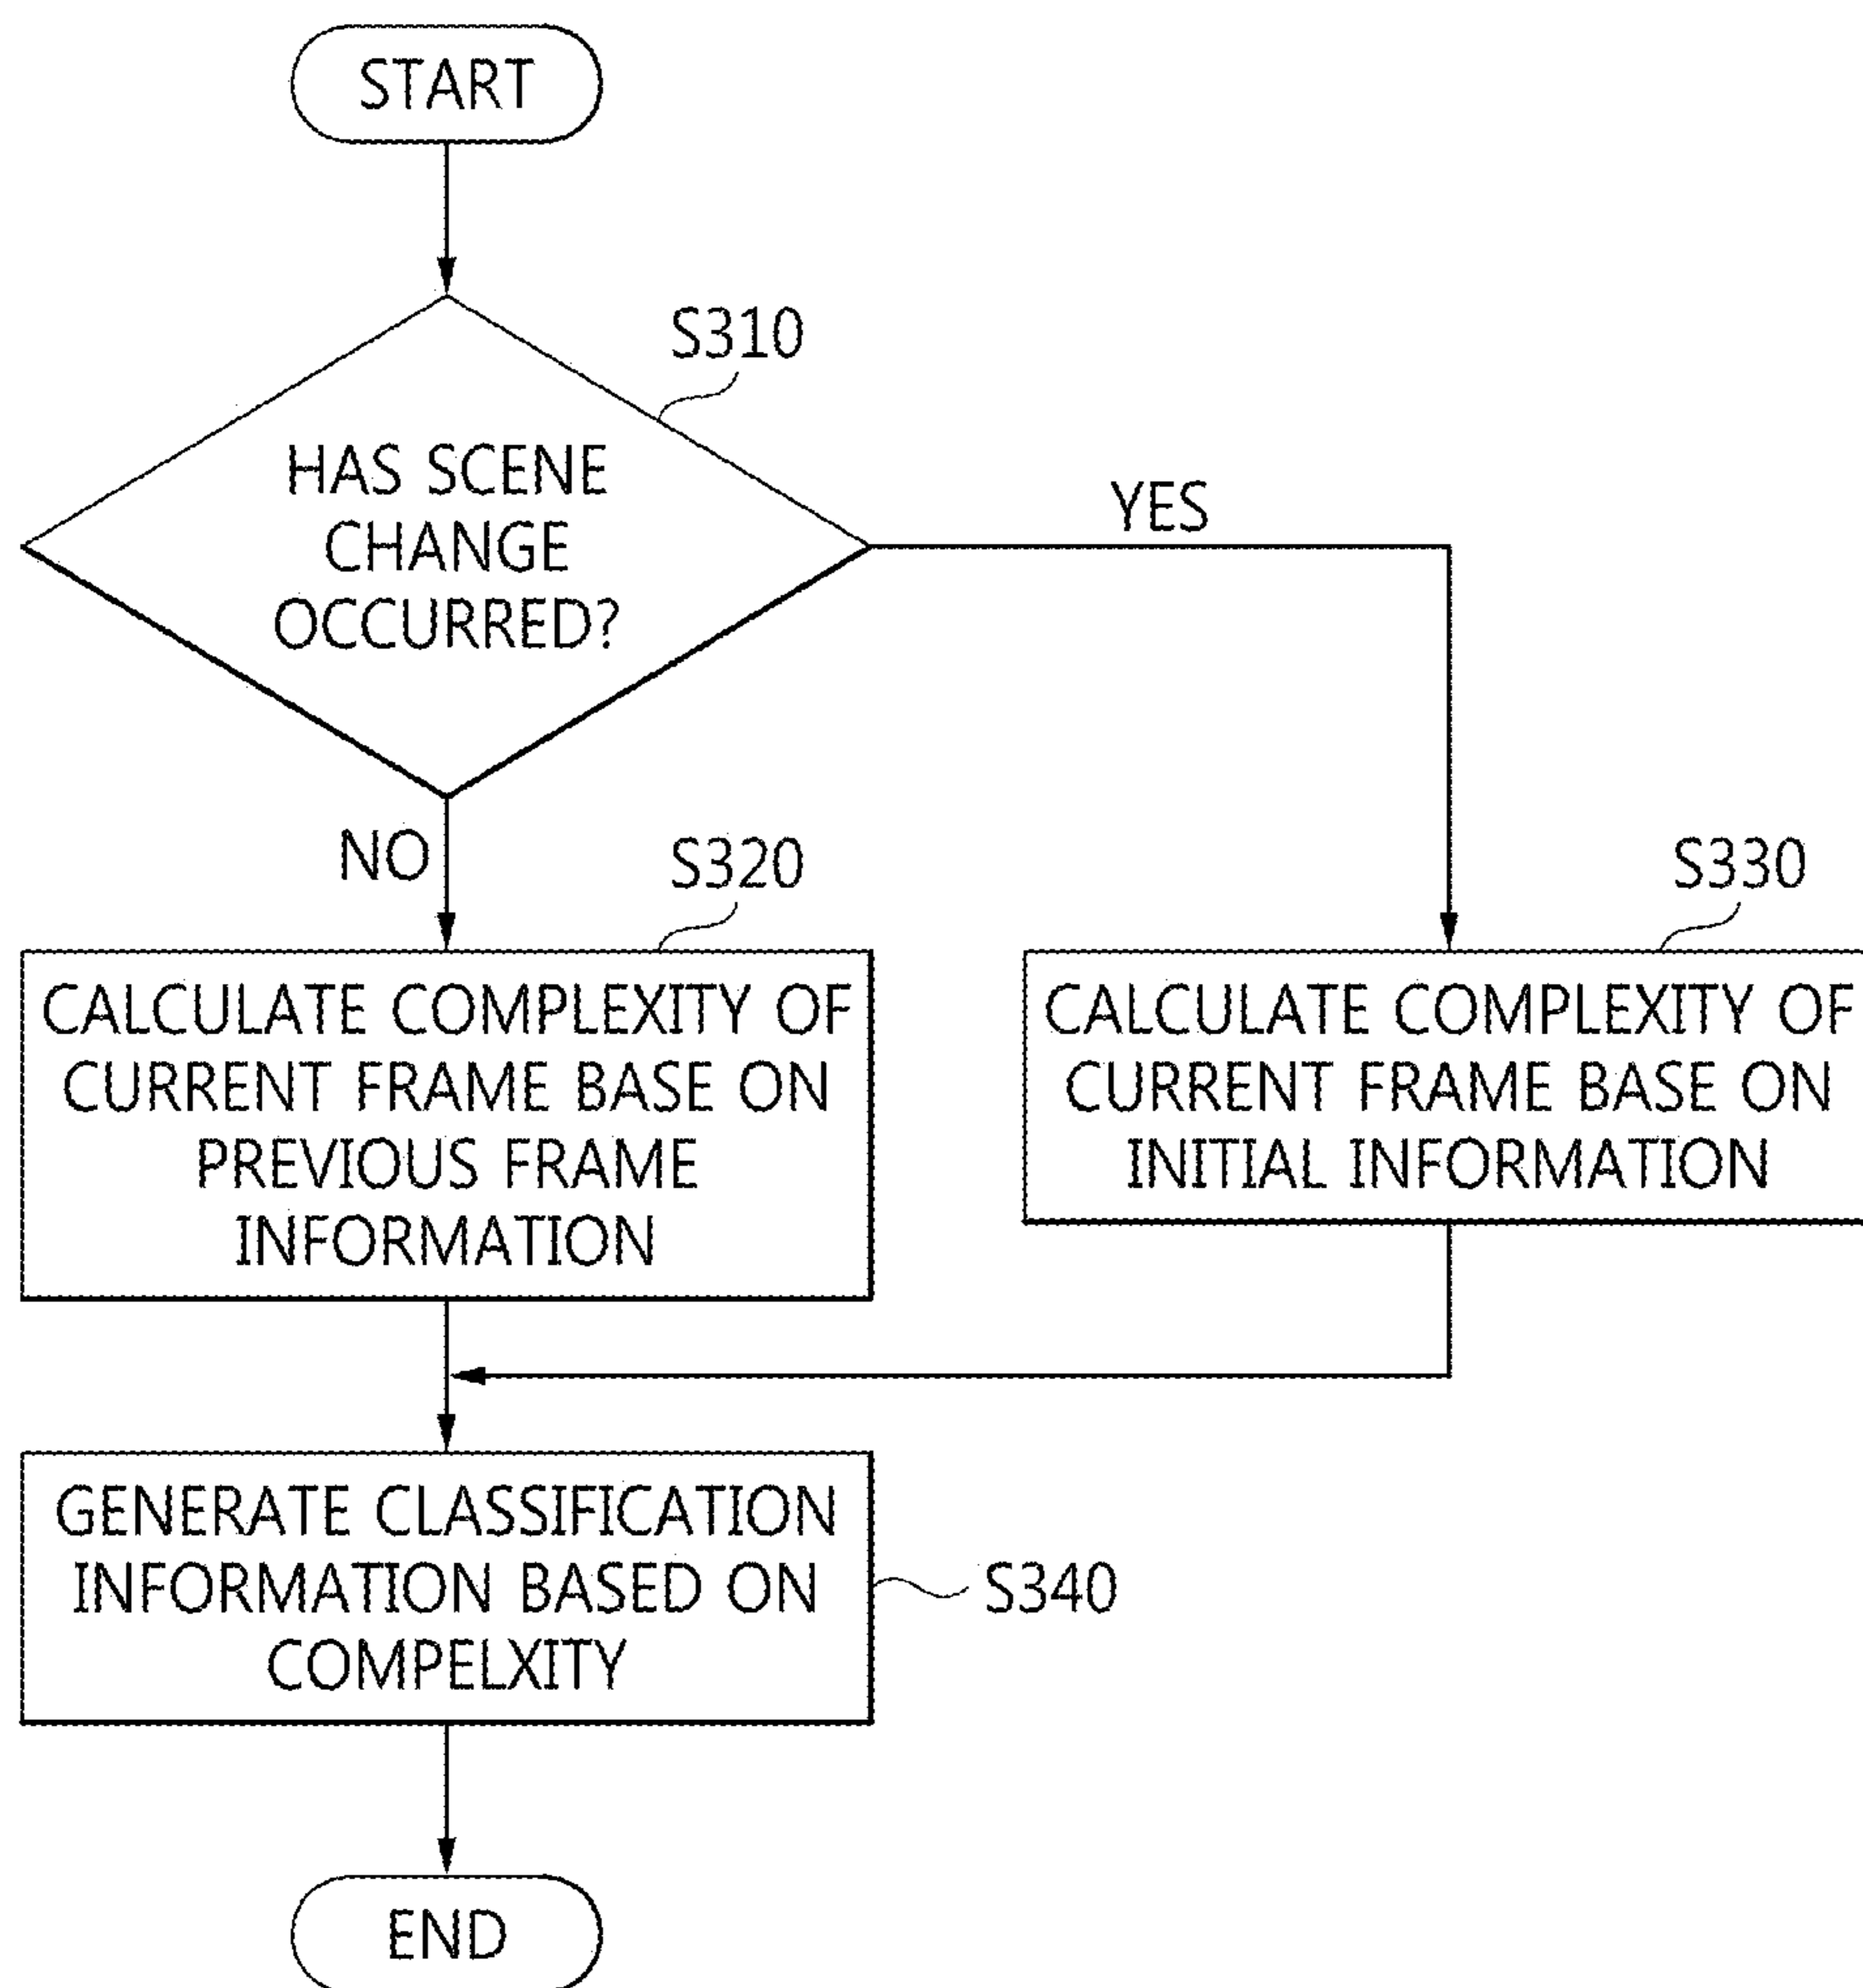 START
S310
HAS SCENE
CHANGE
OCCURRED?
YES
NO
S320
CALCULATE COMPLEXITY OF
CURRENT FRAME BASE ON
PREVIOUS FRAME
INFORMATION
S330
CALCULATE COMPLEXITY OF
CURRENT FRAME BASE ON
INITIAL INFORMATION
GENERATE CLASSIFICATION
INFORMATION BASED ON
COMPELXITY
S340
END